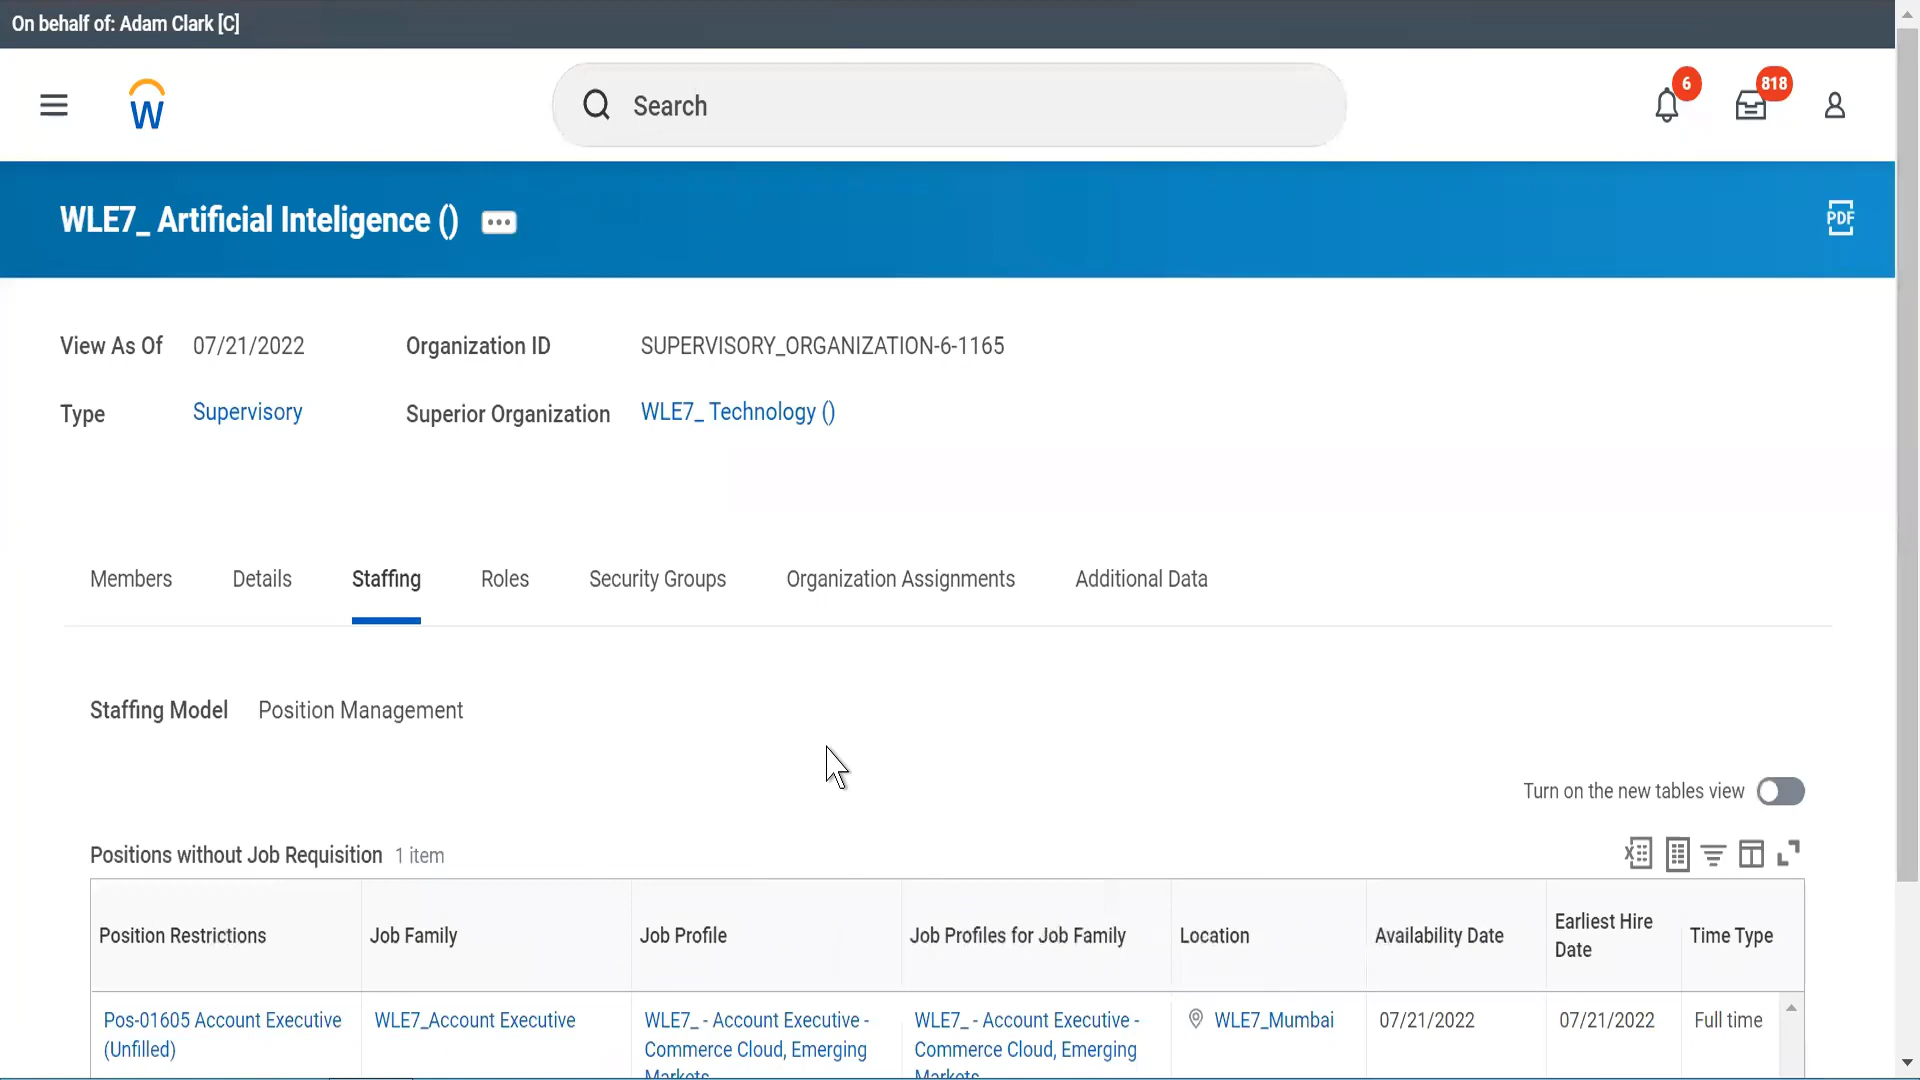 On behalf of: Adam Clark [C]
W
Search
6
818
WLE7_ Artificial Inteligence ()
PDF
View As Of 07/21/2022 Organization ID SUPERVISORY_ORGANIZATION-6-1165
Type Supervisory Superior Organization WLE7_ Technology ()
Members Details Staffing Roles Security Groups Organization Assignments Additional Data
Staffing Model Position Management
Turn on the new tables view
Positions without Job Requisition 1 item
Position Restrictions
Job Family
Job Profile
Job Profiles for Job Family
Location
Availability Date
Earliest Hire
Date
Time Type
Pos-01605 Account Executive
(Unfilled)
WLE7_Account Executive
WLE7_ - Account Executive -
Commerce Cloud, Emerging
Markets
WLE7_ - Account Executive -
Commerce Cloud, Emerging
Markets
WLE7_Mumbai
07/21/2022
07/21/2022
Full time